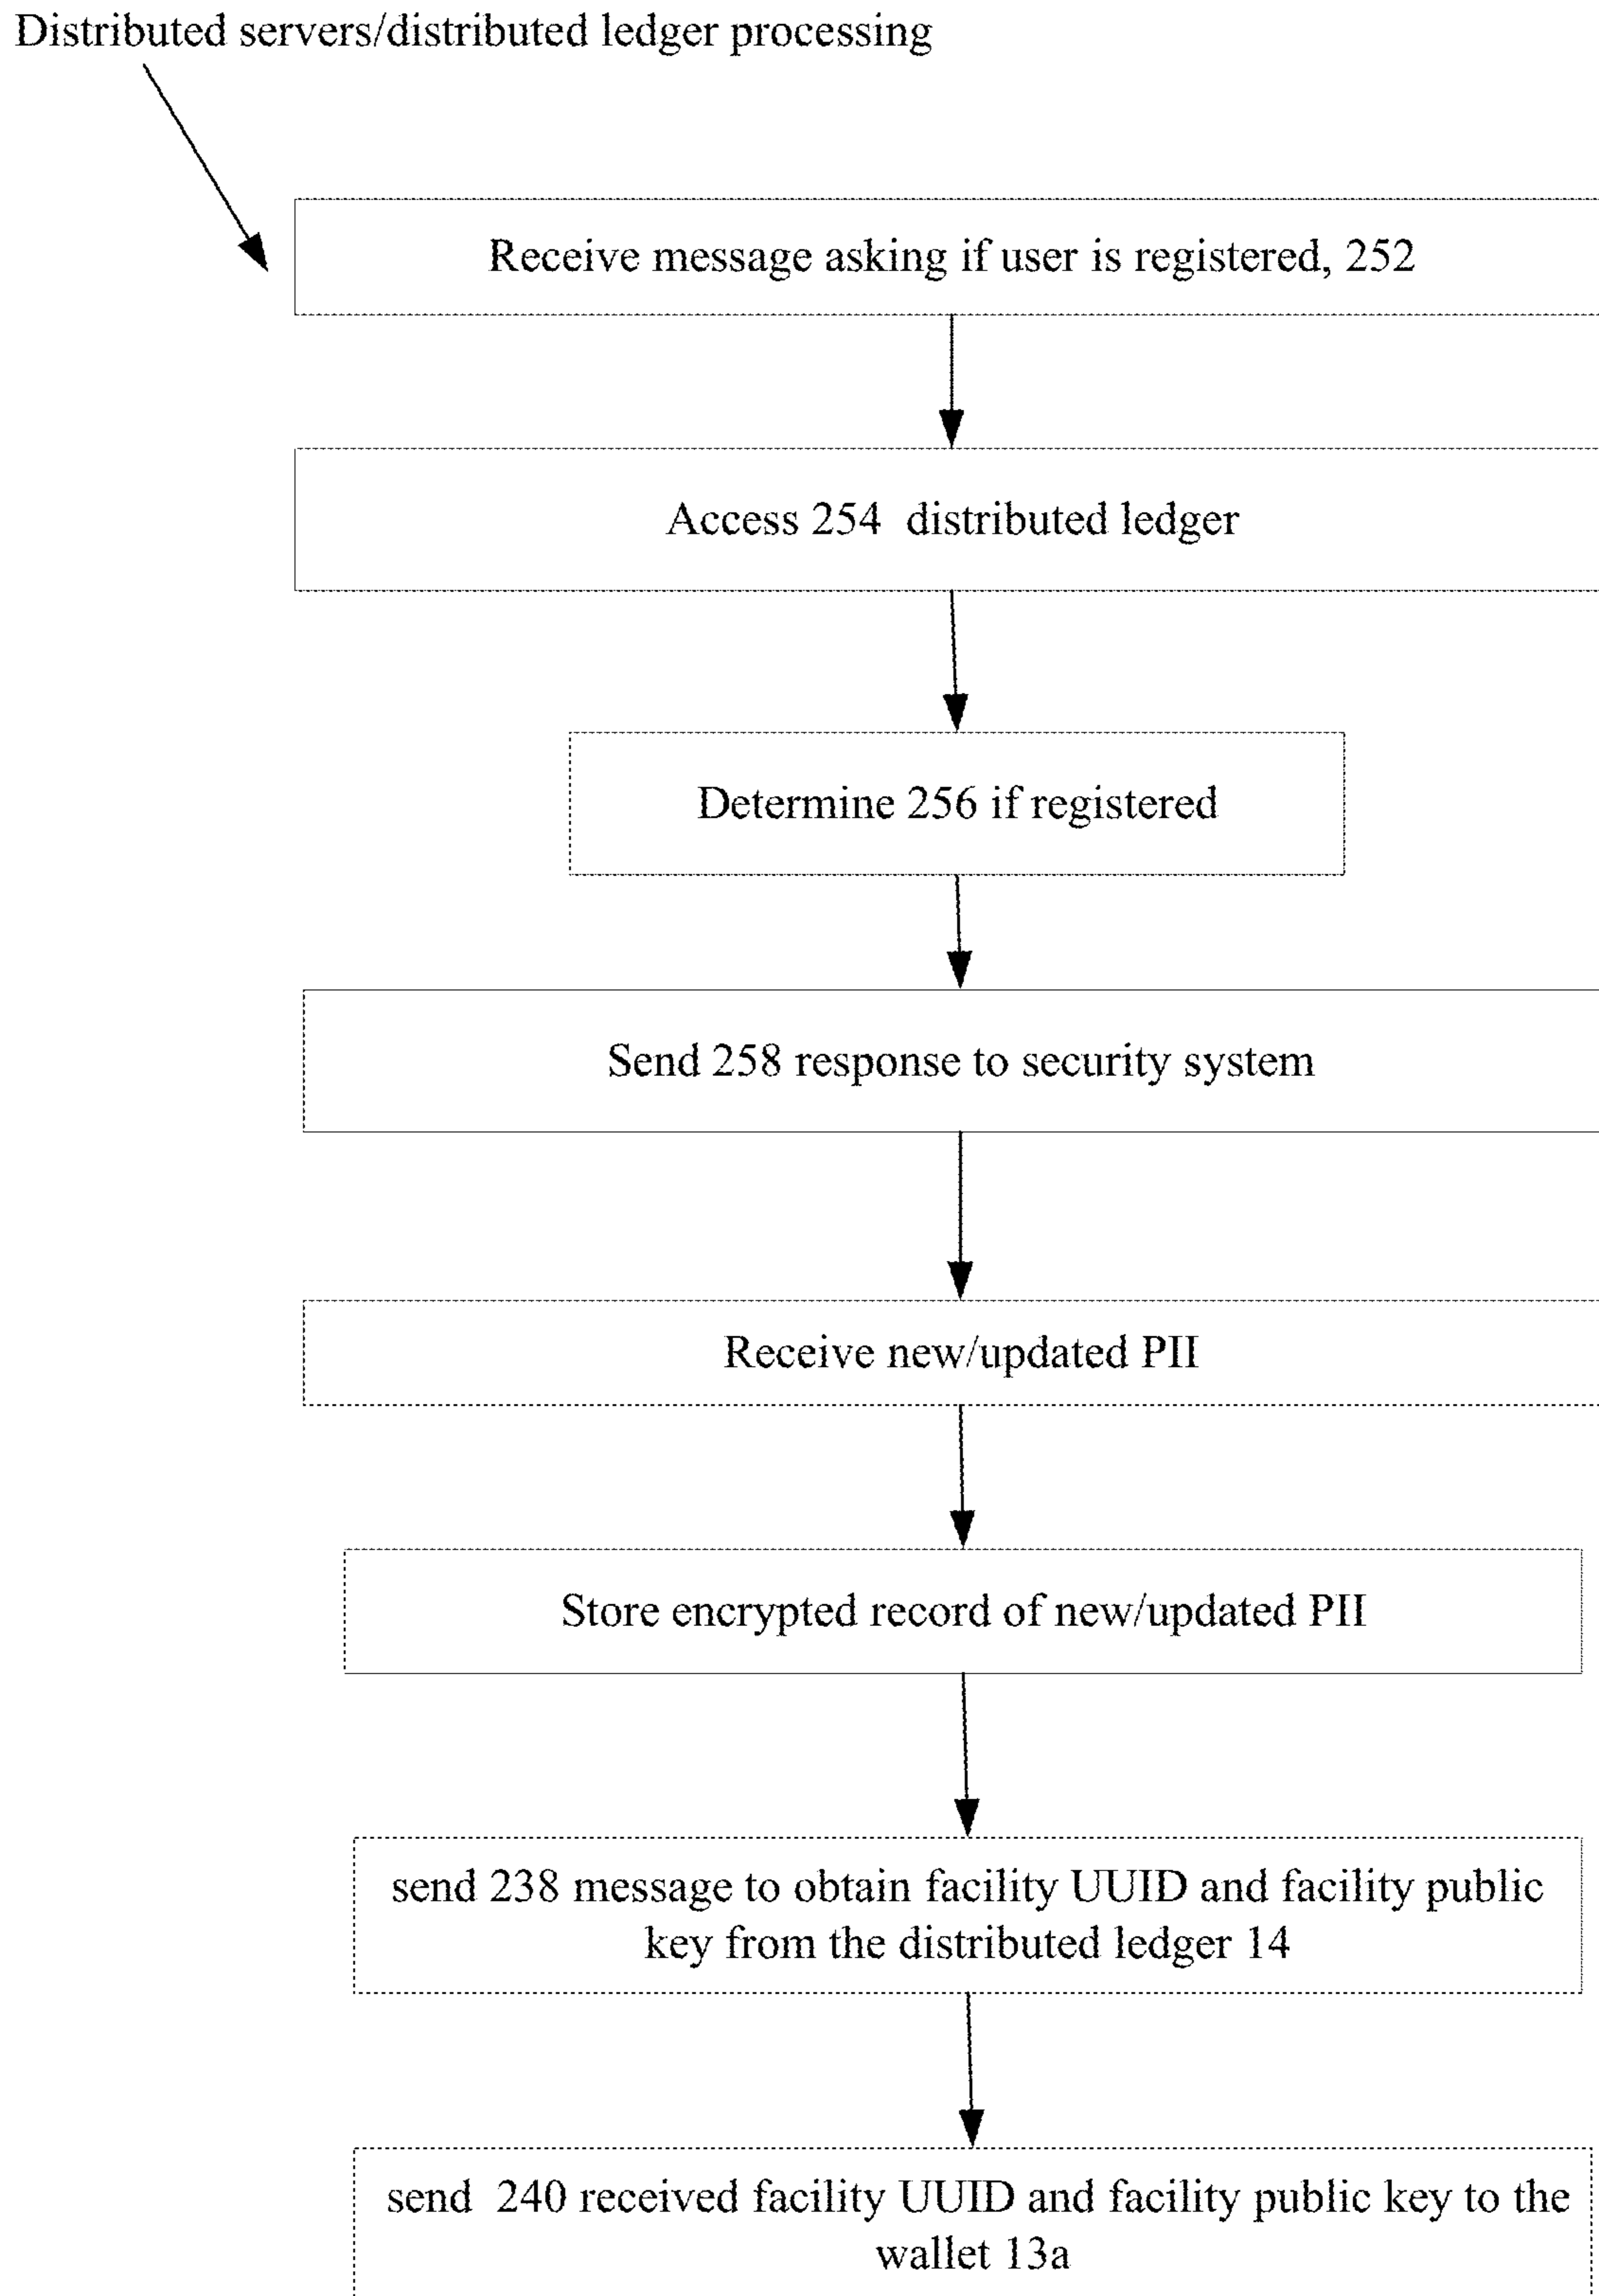 Distributed servers/distributed ledger processing
Receive message asking if user is registered, 252
Access 254 distributed ledger
Determine 256 if registered
Send 258 response to security system
Receive new/updated PII
Store encrypted record of new/updated PII
send 238 message to obtain facility UUID and facility public
key from the distributed ledger 14
send 240 received facility UUID and facility public key to the
wallet 13a